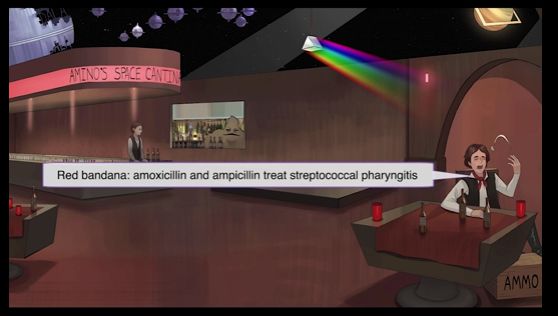 AMINO'S SPACE CANTINA
Red bandana: amoxicillin and ampicillin treat streptococcal pharyngitis
AMMO